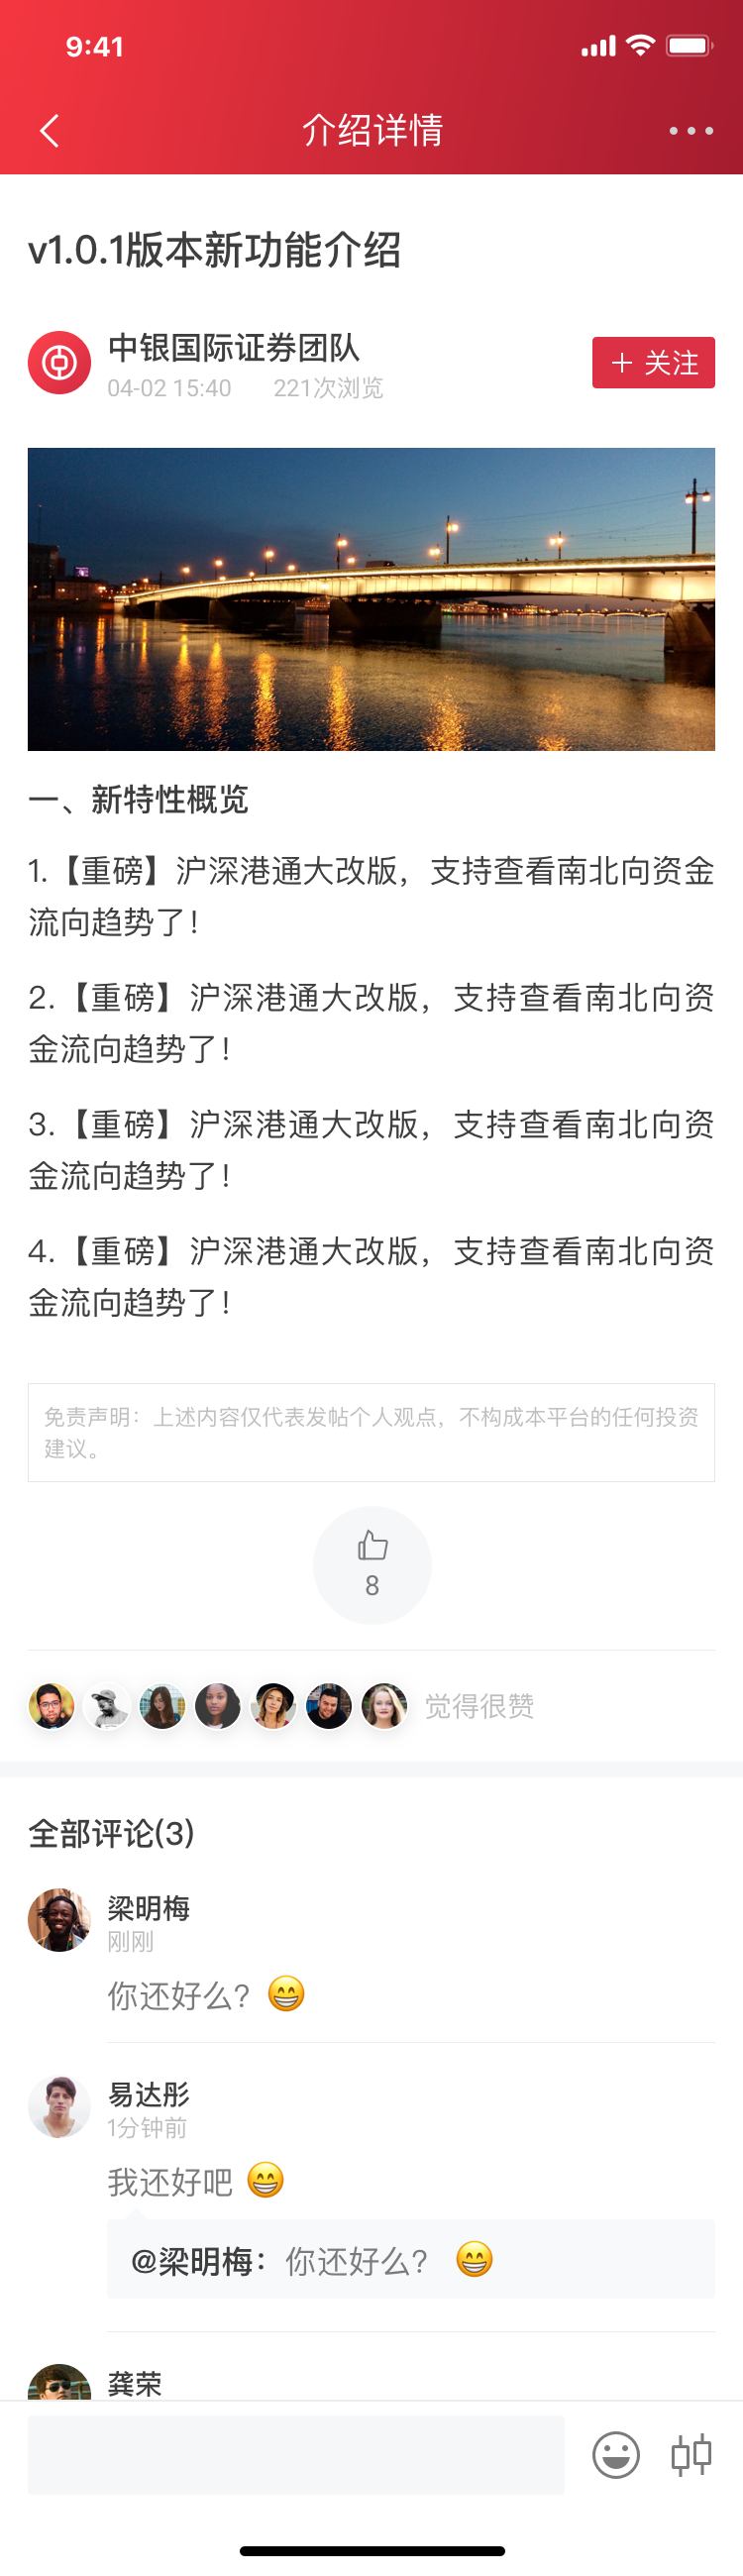 9:41
介绍详情
v1.0.1版本新功能介绍
中银国际证券团队
04-02 15:40 221次浏览
关注
一、新特性概览
1.【重磅】沪深港通大改版，支持查看南北向资金
流向趋势了！
2.【重磅】沪深港通大改版，支持查看南北向资
金流向趋势了！
3.【重磅】沪深港通大改版，支持查看南北向资
金流向趋势了！
4.【重磅】沪深港通大改版，支持查看南北向资
金流向趋势了！
免责声明：上述内容仅代表发帖个人观点，不构成本平台的任何投资
建议。
8
觉得很赞
全部评论(3)
梁明梅
刚刚
你还好么？😁
易达彤
1分钟前
我还好吧 😁
@梁明梅：你还好么？ 😁
龚荣